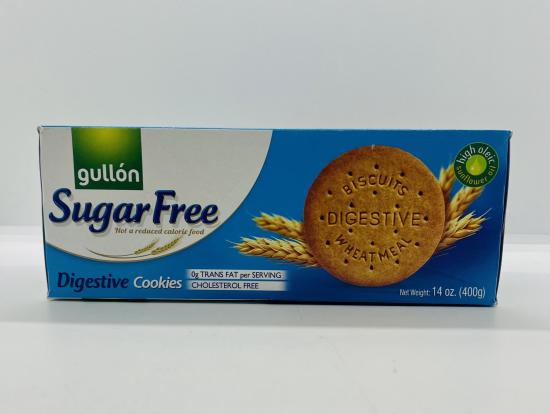 gullón
Sugar Free
Not a reduced calorie food
Digestive Cookies
0g TRANS FAT per SERVING
CHOLESTEROL FREE
BISCUITS
DIGESTIVE
WHEATMEAL
high oleic
sunflower oil
Net Weight: 14 oz. (400g)